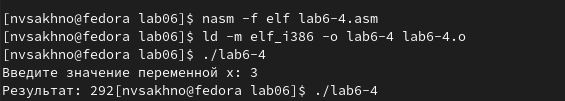 [nvsakhno@fedora lab06]$ nasm -f elf lab6-4.asm
[nvsakhno@fedora lab06]$ ld -m elf_i386 -o lab6-4 lab6-4.o
[nvsakhno@fedora lab06]$ ./lab6-4
Введите значение переменной х: 3
Результат: 292[nvsakhno@fedora lab06]$ ./lab6-4